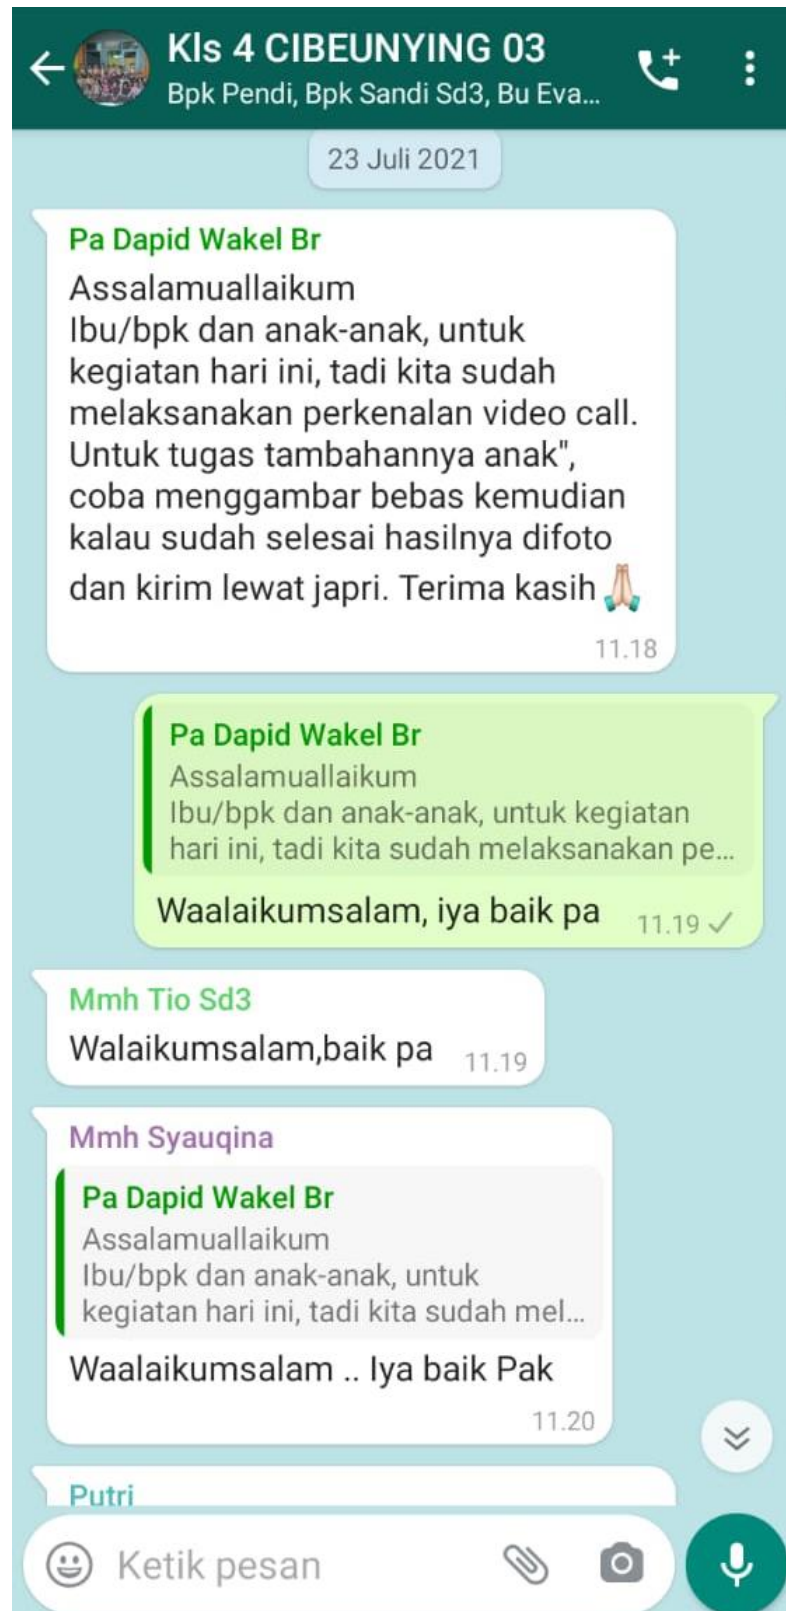 Kls 4 CIBEUNYING 03
Bpk Pendi, Bpk Sandi Sd3, Bu Eva...
23 Juli 2021
Pa Dapid Wakel Br
Assalamuallaikum
Ibu/bpk dan anak-anak, untuk
kegiatan hari ini, tadi kita sudah
melaksanakan perkenalan video call.
Untuk tugas tambahannya anak",
coba menggambar bebas kemudian
kalau sudah selesai hasilnya difoto
dan kirim lewat japri. Terima kasih🙏🏻
11.18
Pa Dapid Wakel Br
Assalamuallaikum
Ibu/bpk dan anak-anak, untuk kegiatan
hari ini, tadi kita sudah melaksanakan pe...
Waalaikumsalam, iya baik pa 11.19 ✓
Mmh Tio Sd3
Walaikumsalam,baik pa 11.19
Mmh Syauqina
Pa Dapid Wakel Br
Assalamuallaikum
Ibu/bpk dan anak-anak, untuk
kegiatan hari ini, tadi kita sudah mel...
Waalaikumsalam .. Iya baik Pak
11.20
Putri
Ketik pesan